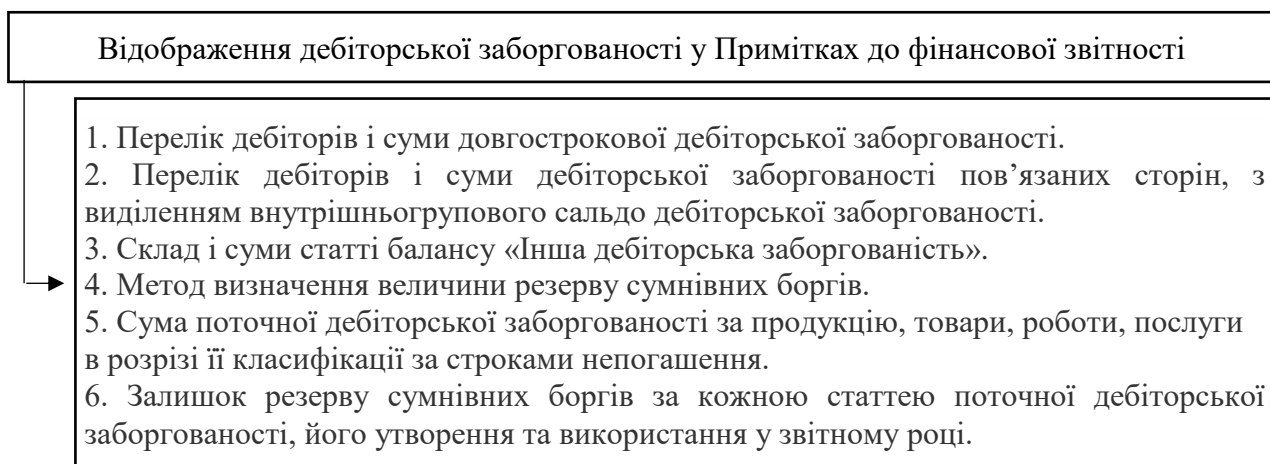 Відображення дебіторської заборгованості у Примітках до фінансової звітності
1. Перелік дебіторів і суми довгострокової дебіторської заборгованості.
2. Перелік дебіторів і суми дебіторської заборгованості пов’язаних сторін, з
виділенням внутрішньогрупового сальдо дебіторської заборгованості.
3. Склад і суми статті балансу «Інша дебіторська заборгованість».
4. Метод визначення величини резерву сумнівних боргів.
5. Сума поточної дебіторської заборгованості за продукцію, товари, роботи, послуги
в розрізі її класифікації за строками непогашення.
6. Залишок резерву сумнівних боргів за кожною статтею поточної дебіторської
заборгованості, його утворення та використання у звітному році.